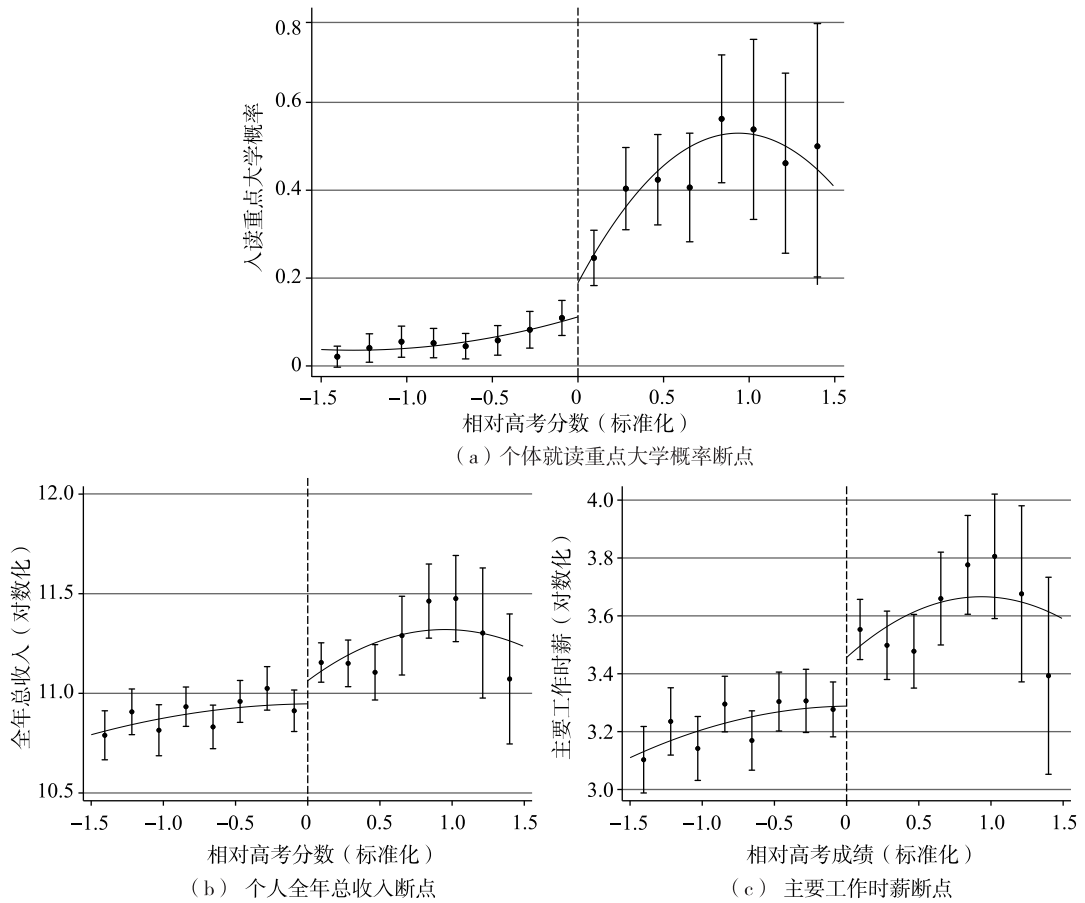 0.8
0.6
0.4
0.2
0
入读重点大学概率
−1.5 −1.0 −0.5 0 0.5 1.0 1.5
相对高考分数（标准化）
（a）个体就读重点大学概率断点
12.0
11.5
11.0
10.5
全年总收入（对数化）
−1.5 −1.0 −0.5 0 0.5 1.0 1.5
相对高考分数（标准化）
（b） 个人全年总收入断点
4.0
3.8
3.6
3.4
3.2
3.0
主要工作时薪（对数化）
−1.5 −1.0 −0.5 0 0.5 1.0 1.5
相对高考成绩（标准化）
（c） 主要工作时薪断点